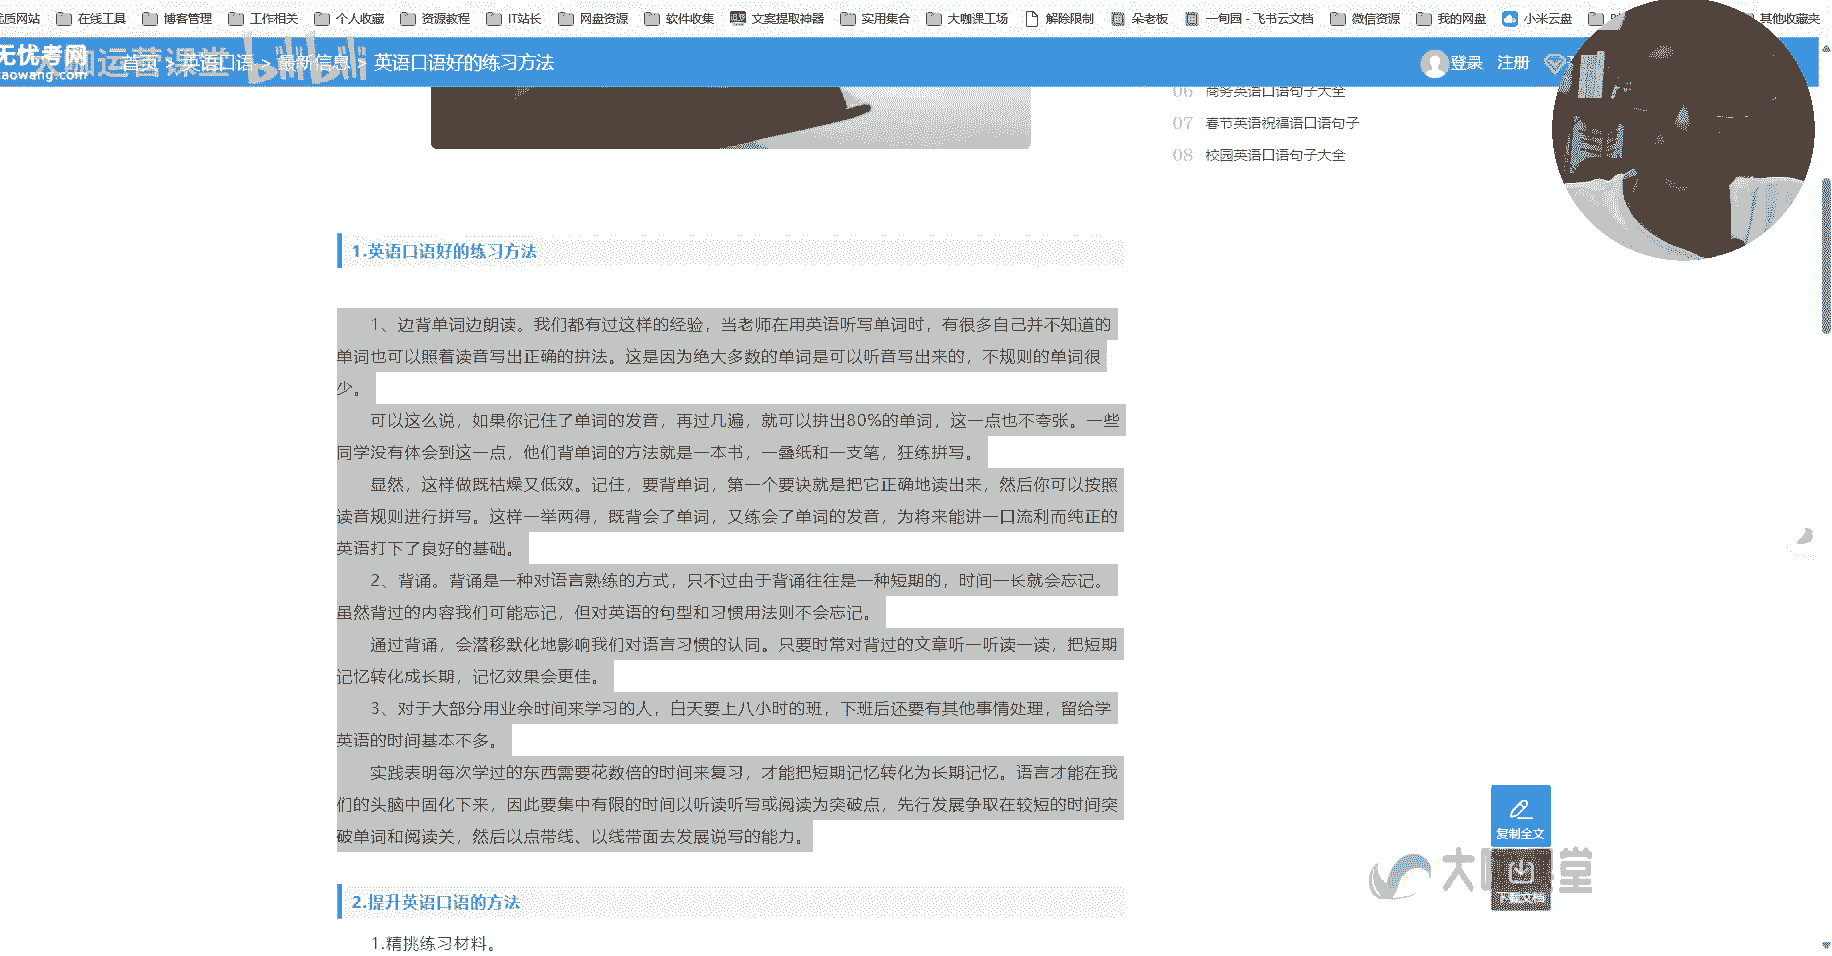 优质网站 在线工具 博客管理 工作相关 个人收藏 资源教程 IT站长 网盘资源 软件收集 文案提取神器 实用集合 大咖课工场 解除限制 朵老板 一句园 - 飞书云文档 微信资源 我的网盘 小米云盘 其他收藏夹
无忧考网
aowang.com
大咖运营课堂 bilibili
首页 > 英语口语 > 最新信息 > 英语口语好的练习方法
登录 注册
06 商务英语口语句子大全
07 春节英语祝福语口语句子
08 校园英语口语句子大全
1.英语口语好的练习方法
1、边背单词边朗读。我们都有过这样的经验，当老师在用英语听写单词时，有很多自己并不知道的
单词也可以照着读音写出正确的拼法。这是因为绝大多数的单词是可以听音写出来的，不规则的单词很
少。
可以这么说，如果你记住了单词的发音，再过几遍，就可以拼出80%的单词，这一点也不夸张。一些
同学没有体会到这一点，他们背单词的方法就是一本书，一叠纸和一支笔，狂练拼写。
显然，这样做既枯燥又低效。记住，要背单词，第一个要诀就是把它正确地读出来，然后你可以按照
读音规则进行拼写。这样一举两得，既背会了单词，又练会了单词的发音，为将来能讲一口流利而纯正的
英语打下了良好的基础。
2、背诵。背诵是一种对语言熟练的方式，只不过由于背诵往往是一种短期的，时间一长就会忘记。
虽然背过的内容我们可能忘记，但对英语的句型和习惯用法则不会忘记。
通过背诵，会潜移默化地影响我们对语言习惯的认同。只要时常对背过的文章听一听读一读，把短期
记忆转化成长期，记忆效果会更佳。
3、对于大部分用业余时间来学习的人，白天要上八小时的班，下班后还要有其他事情处理，留给学
英语的时间基本不多。
实践表明每次学过的东西需要花数倍的时间来复习，才能把短期记忆转化为长期记忆。语言才能在我
们的头脑中固化下来，因此要集中有限的时间以听读听写或阅读为突破点，先行发展争取在较短的时间突
破单词和阅读关，然后以点带线、以线带面去发展说写的能力。
复制全文
下载文档
大 堂
2.提升英语口语的方法
1.精挑练习材料。